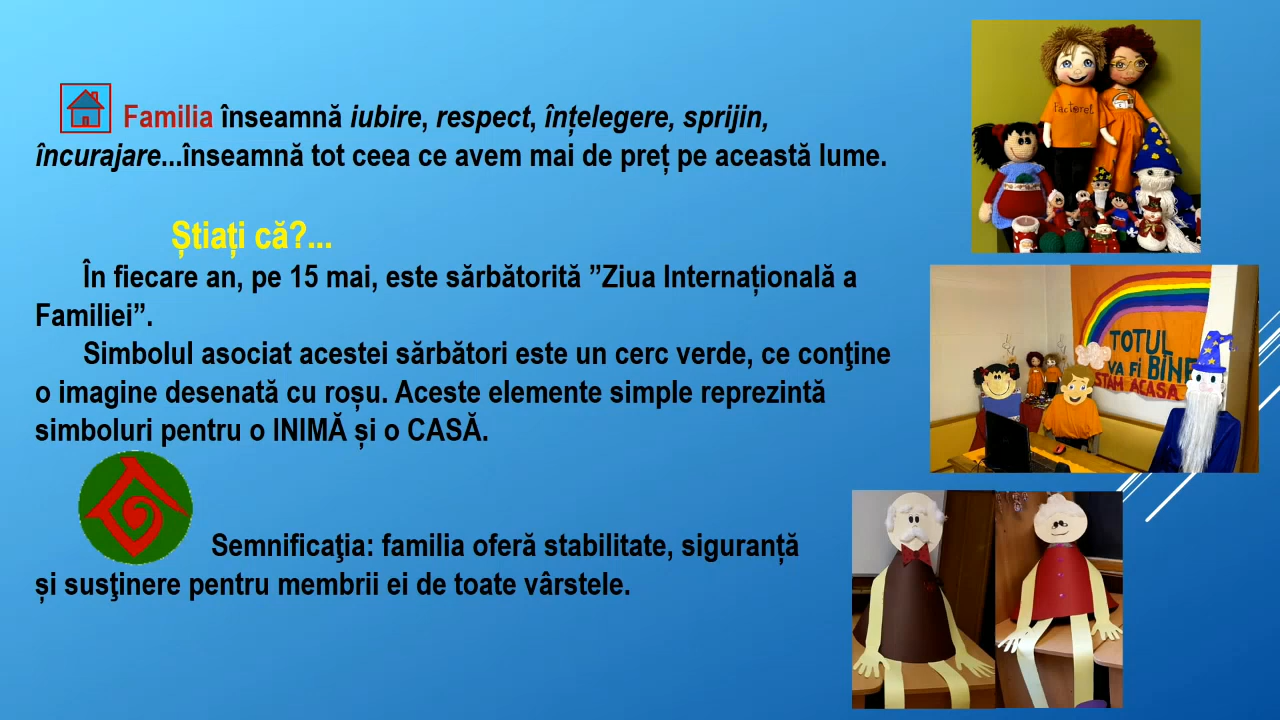 Familia înseamnă iubire, respect, înțelegere, sprijin,
încurajare...înseamnă tot ceea ce avem mai de preț pe această lume.
Știați că?...
În fiecare an, pe 15 mai, este sărbătorită ”Ziua Internațională a
Familiei”.
Simbolul asociat acestei sărbători este un cerc verde, ce conţine
o imagine desenată cu roșu. Aceste elemente simple reprezintă
simboluri pentru o INIMĂ și o CASĂ.
Semnificaţia: familia oferă stabilitate, siguranță
și susţinere pentru membrii ei de toate vârstele.
Factorel
TOTUL
VA FI BINE
STAM ACASA